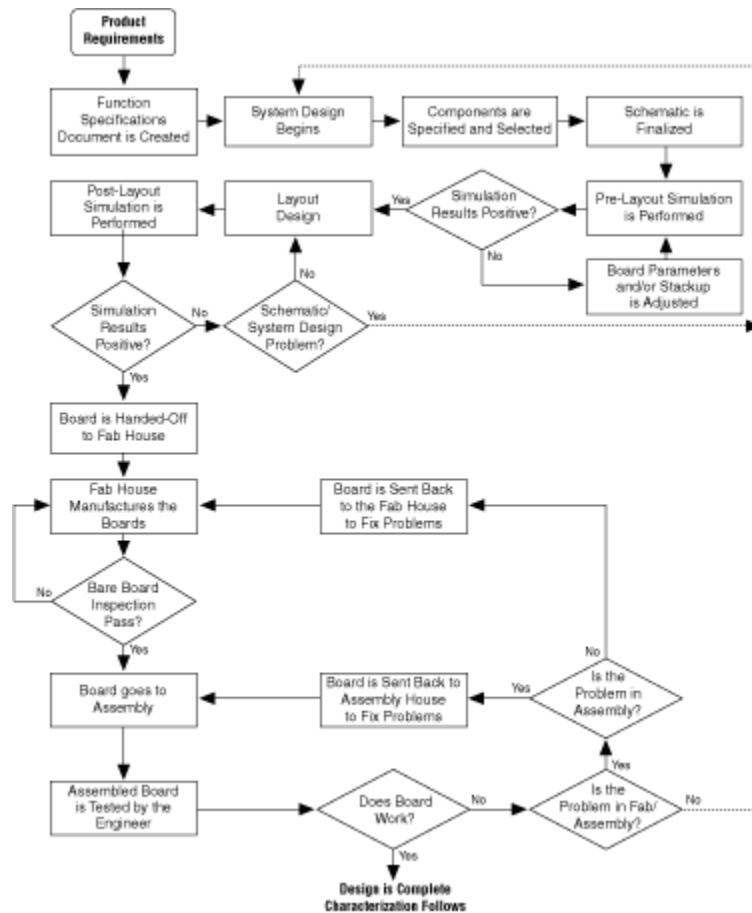 Product
Requirements
Function
Specifications
Document is Created
System Design
Begins
Components are
Specified and Selected
Schematic is
Finalized
Post-Layout
Simulation is
Performed
Layout
Design
Yes
Simulation
Results Positive?
Pre-Layout Simulation
is Performed
No
Board Parameters
and/or Stackup
is Adjusted
No
Simulation
Results
Positive?
No
Schematic/
System Design
Problem?
Yes
Yes
Board is Handed-Off
to Fab House
Fab House
Manufactures the
Boards
Board is Sent Back
to the Fab House
to Fix Problems
No
Bare Board
Inspection
Pass?
Yes
No
Board goes to
Assembly
Board is Sent Back to
Assembly House
to Fix Problems
Yes
Is the
Problem in
Assembly?
Yes
Assembled Board
is Tested by the
Engineer
Does Board
Work?
No
Is the
Problem in Fab/
Assembly?
No
Yes
Design is Complete
Characterization Follows